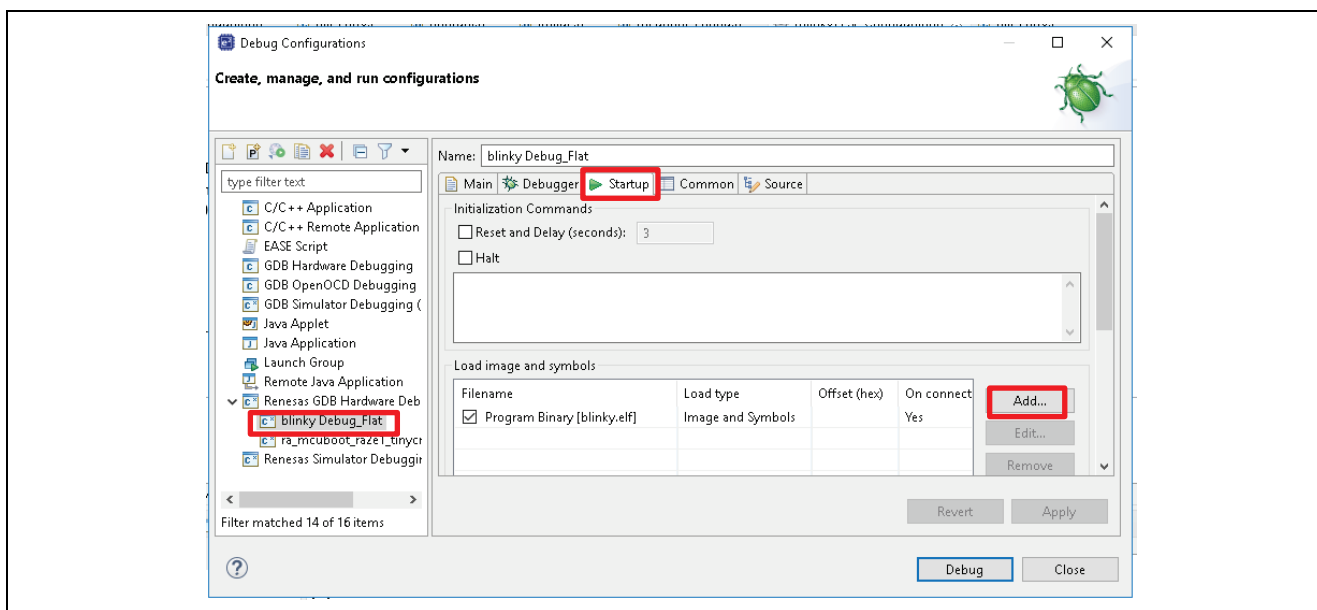 Debug Configurations
Create, manage, and run configurations
Name: blinky Debug_Flat
type filter text
Main Debugger Startup Common Source
C/C++ Application
C/C++ Remote Application
EASE Script
GDB Hardware Debugging
GDB OpenOCD Debugging
GDB Simulator Debugging (
Java Applet
Java Application
Launch Group
Remote Java Application
Renesas GDB Hardware Deb
blinky Debug_Flat
Renesas Simulator Debuggin
Filter matched 14 of 16 items
Initialization Commands
Reset and Delay (seconds): 3
Halt
Load image and symbols
Filename Load type Offset (hex) On connect
Program Binary [blinky.elf] Image and Symbols Yes
Add...
Edit...
Remove
Revert Apply
Debug Close